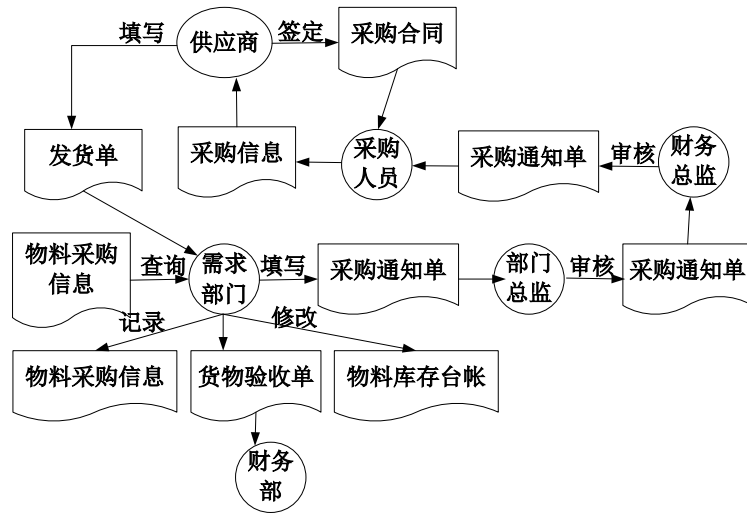 填写
供应商
签定
采购合同
发货单
采购信息
采购
人员
采购通知单
审核
财务
总监
物料采购
信息
查询
需求
部门
填写
采购通知单
部门
总监
审核
采购通知单
记录
修改
物料采购信息
货物验收单
物料库存台帐
财务
部